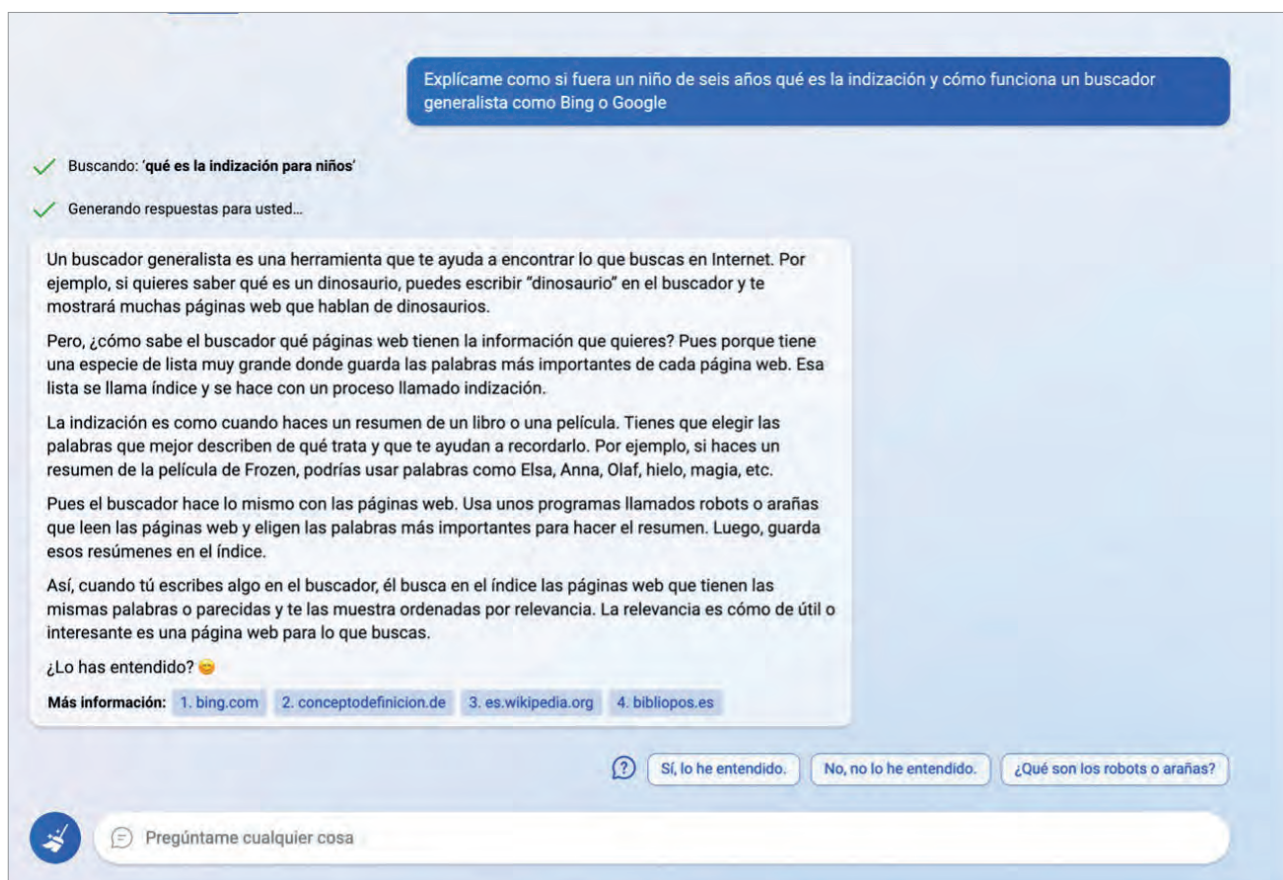 Explícame como si fuera un niño de seis años qué es la indización y cómo funciona un buscador
generalista como Bing o Google
Buscando: 'qué es la indización para niños'
Generando respuestas para usted...
Un buscador generalista es una herramienta que te ayuda a encontrar lo que buscas en Internet. Por
ejemplo, si quieres saber qué es un dinosaurio, puedes escribir “dinosaurio” en el buscador y te
mostrará muchas páginas web que hablan de dinosaurios.
Pero, ¿cómo sabe el buscador qué páginas web tienen la información que quieres? Pues porque tiene
una especie de lista muy grande donde guarda las palabras más importantes de cada página web. Esa
lista se llama índice y se hace con un proceso llamado indización.
La indización es como cuando haces un resumen de un libro o una película. Tienes que elegir las
palabras que mejor describen de qué trata y que te ayudan a recordarlo. Por ejemplo, si haces un
resumen de la película de Frozen, podrías usar palabras como Elsa, Anna, Olaf, hielo, magia, etc.
Pues el buscador hace lo mismo con las páginas web. Usa unos programas llamados robots o arañas
que leen las páginas web y eligen las palabras más importantes para hacer el resumen. Luego, guarda
esos resúmenes en el índice.
Así, cuando tú escribes algo en el buscador, él busca en el índice las páginas web que tienen las
mismas palabras o parecidas y te las muestra ordenadas por relevancia. La relevancia es cómo de útil o
interesante es una página web para lo que buscas.
¿Lo has entendido? 😊
Más información: 1. bing.com 2. conceptodefinicion.de 3. es.wikipedia.org 4. bibliopos.es
Sí, lo he entendido. No, no lo he entendido. ¿Qué son los robots o arañas?
Pregúntame cualquier cosa